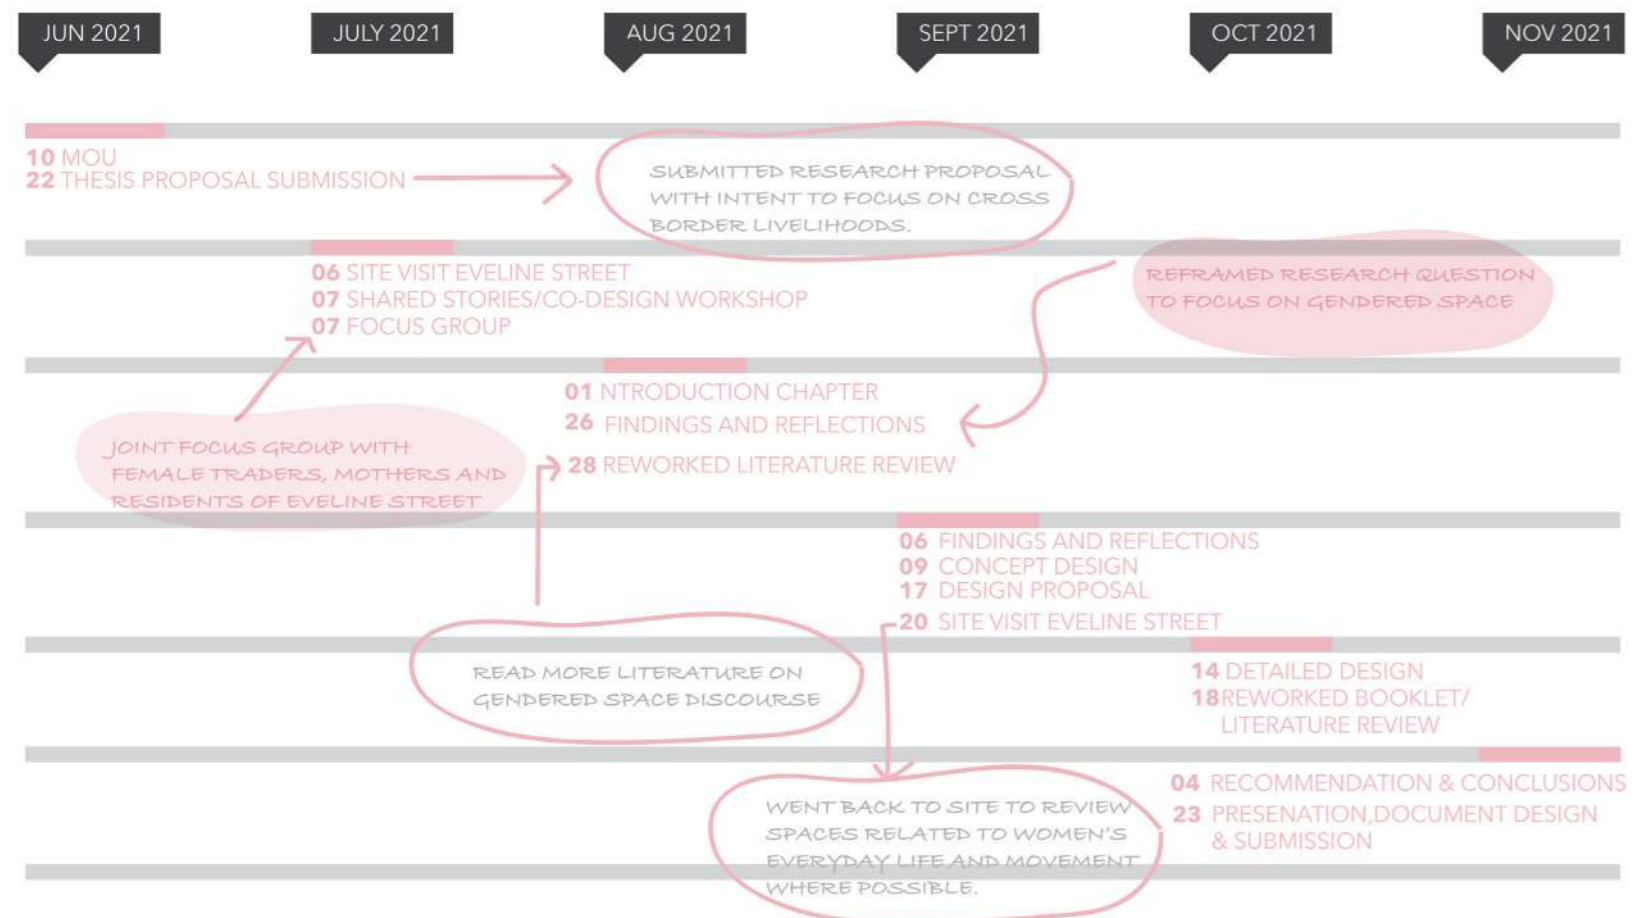 JUN 2021
JULY 2021
AUG 2021
SEPT 2021
OCT 2021
NOV 2021
10 MOU
22 THESIS PROPOSAL SUBMISSION
SUBMITTED RESEARCH PROPOSAL
WITH INTENT TO FOCUS ON CROSS
BORDER LIVELIHOODS.
06 SITE VISIT EVELINE STREET
07 SHARED STORIES/CO-DESIGN WORKSHOP
07 FOCUS GROUP
REFRAMED RESEARCH QUESTION
TO FOCUS ON GENDERED SPACE
01 NTRODUCTION CHAPTER
26 FINDINGS AND REFLECTIONS
28 REWORKED LITERATURE REVIEW
JOINT FOCUS GROUP WITH
FEMALE TRADERS, MOTHERS AND
RESIDENTS OF EVELINE STREET
06 FINDINGS AND REFLECTIONS
09 CONCEPT DESIGN
17 DESIGN PROPOSAL
20 SITE VISIT EVELINE STREET
READ MORE LITERATURE ON
GENDERED SPACE DISCOURSE
14 DETAILED DESIGN
18REWORKED BOOKLET/
LITERATURE REVIEW
WENT BACK TO SITE TO REVIEW
SPACES RELATED TO WOMEN'S
EVERYDAY LIFE AND MOVEMENT
WHERE POSSIBLE.
04 RECOMMENDATION & CONCLUSIONS
23 PRESENATION,DOCUMENT DESIGN
& SUBMISSION